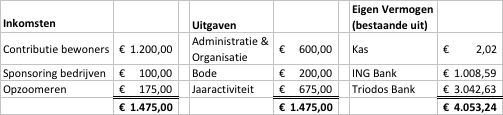 Inkomsten Uitgaven Eigen Vermogen (bestaande uit)
Contributie bewoners € 1.200,00 Administratie & Organisatie € 600,00 Kas € 2,02
Sponsoring bedrijven € 100,00 Bode € 200,00 ING Bank € 1.008,59
Opzoomeren € 175,00 Jaaractiviteit € 675,00 Triodos Bank € 3.042,63
€ 1.475,00 € 1.475,00 € 4.053,24